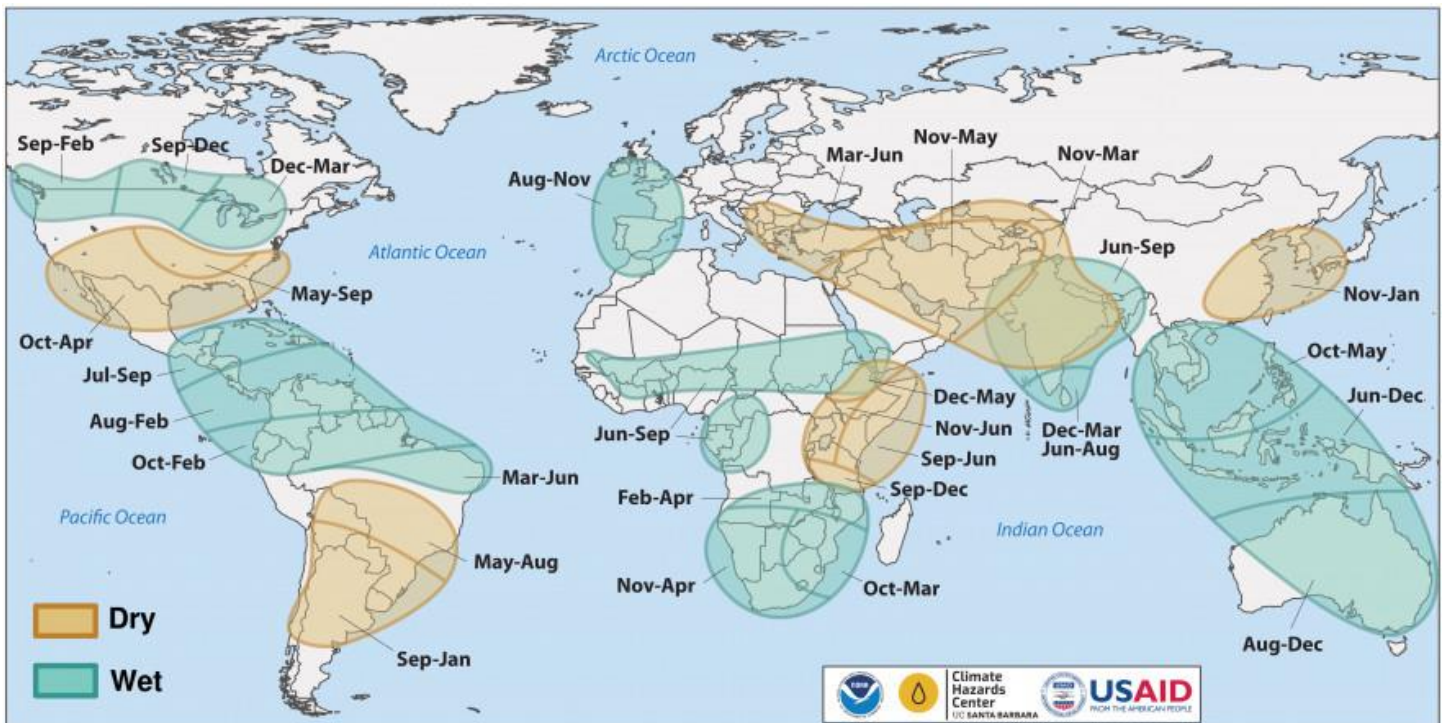 Arctic Ocean
Sep-Feb
Sep-Dec
Dec-Mar
Aug-Nov
Mar-Jun
Nov-May
Nov-Mar
Jun-Sep
Atlantic Ocean
May-Sep
Nov-Jan
Oct-Apr
Jul-Sep
Oct-May
Aug-Feb
Dec-May
Jun-Dec
Jun-Sep
Nov-Jun
Dec-Mar
Jun-Aug
Oct-Feb
Sep-Jun
Mar-Jun
Feb-Apr
Sep-Dec
Pacific Ocean
Indian Ocean
May-Aug
Nov-Apr
Oct-Mar
Dry
Sep-Jan
Aug-Dec
Wet
Climate
Hazards
Center
UC SANTA BARBARA
USAID
FROM THE AMERICAN PEOPLE